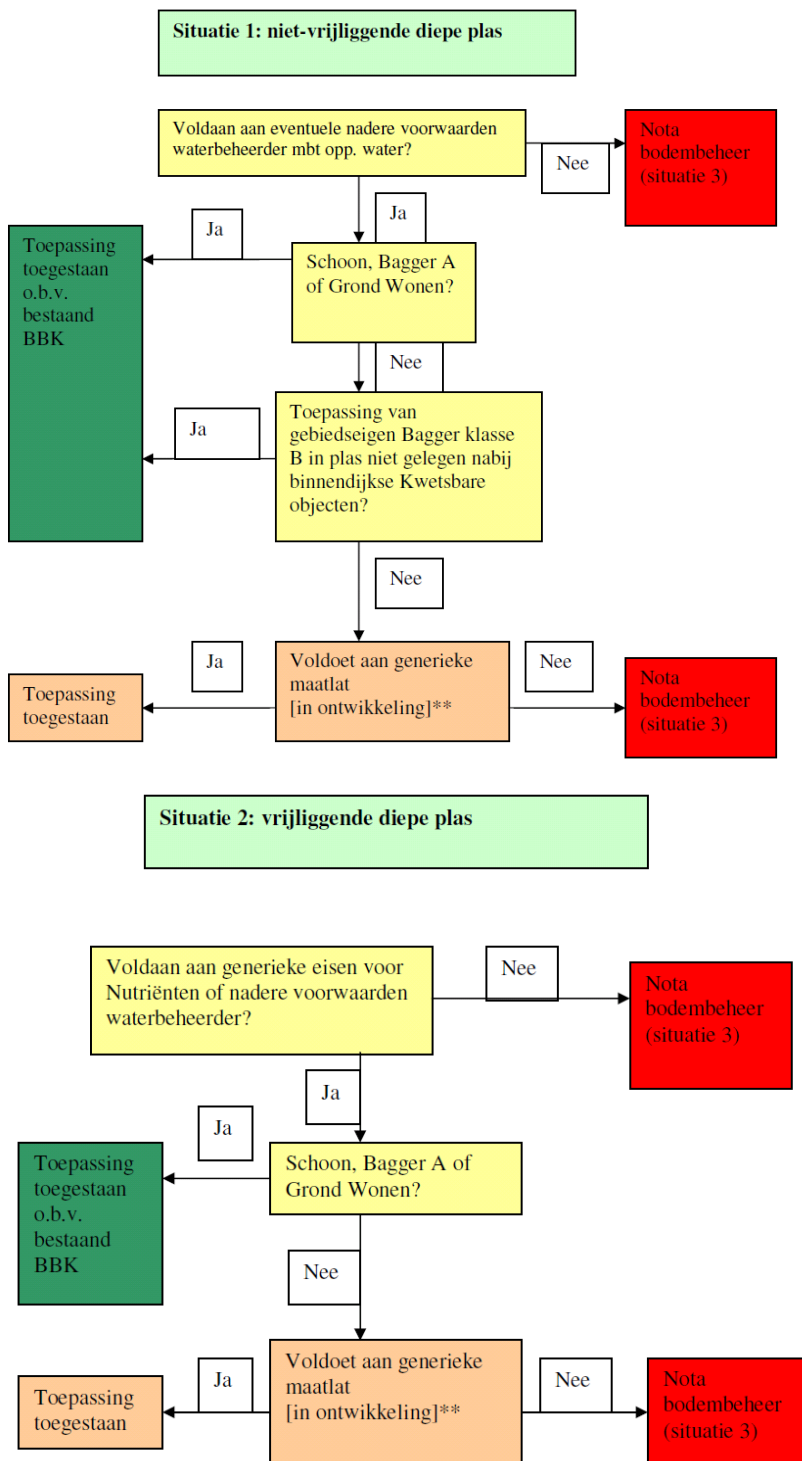 Situatie 1: niet-vrijliggende diepe plas
Voldaan aan eventuele nadere voorwaarden
waterbeheerder mbt opp. water?
Nee
Nota
bodembeheer
(situatie 3)
Ja
Ja
Toepassing
toegestaan
o.b.v.
bestaand
BBK
Schoon, Bagger A
of Grond Wonen?
Nee
Ja
Toepassing van
gebiedseigen Bagger klasse
B in plas niet gelegen nabij
binnendijkse Kwetsbare
objecten?
Nee
Ja
Voldoet aan generieke
maatlat
[in ontwikkeling]**
Nee
Toepassing
toegestaan
Nota
bodembeheer
(situatie 3)
Situatie 2: vrijliggende diepe plas
Voldaan aan generieke eisen voor
Nutriënten of nadere voorwaarden
waterbeheerder?
Nee
Nota
bodembeheer
(situatie 3)
Ja
Ja
Toepassing
toegestaan
o.b.v.
bestaand
BBK
Schoon, Bagger A of
Grond Wonen?
Nee
Ja
Voldoet aan generieke
maatlat
[in ontwikkeling]**
Nee
Toepassing
toegestaan
Nota
bodembeheer
(situatie 3)